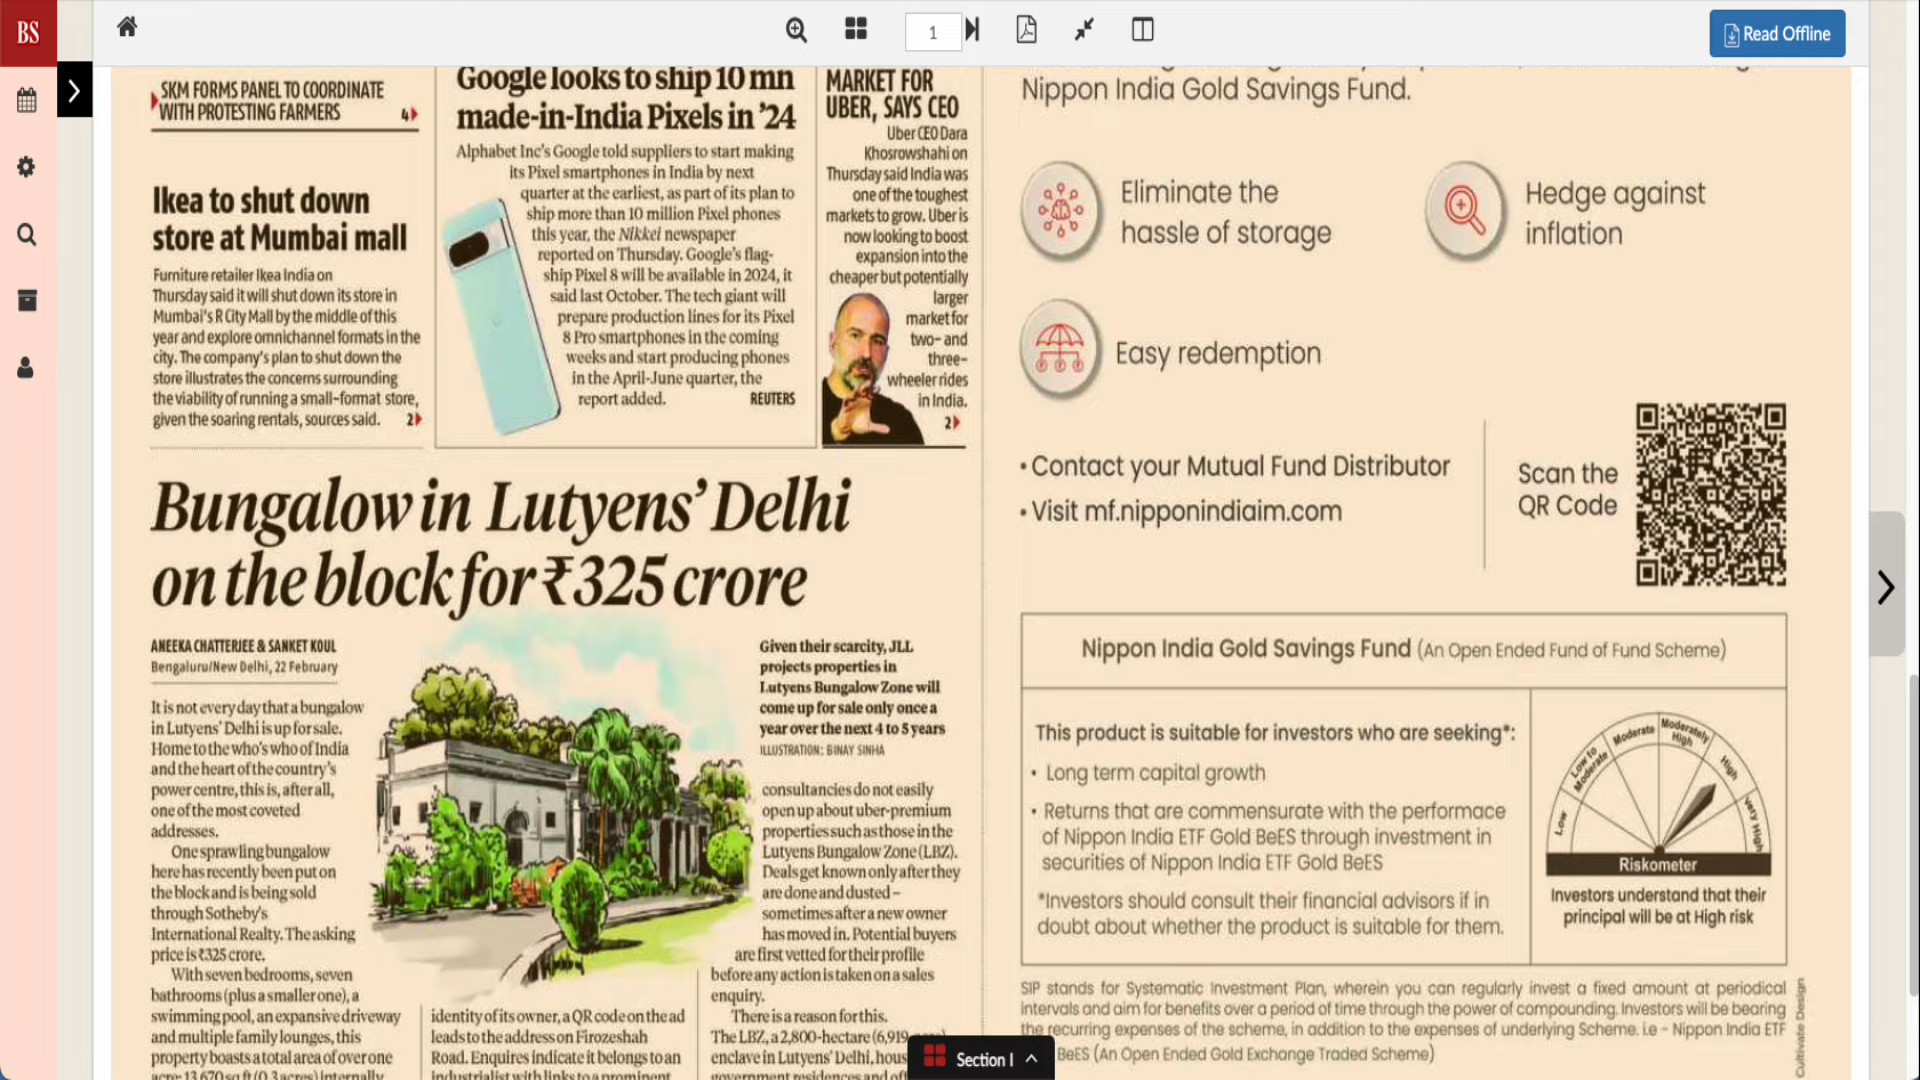 BS
1
Read Offline
SKM FORMS PANEL TO COORDINATE
WITH PROTESTING FARMERS 4
Ikea to shut down
store at Mumbai mall
Furniture retailer Ikea India on
Thursday said it will shut down its store in
Mumbai's R City Mall by the middle of this
year and explore omnichannel formats in the
city. The company's plan to shut down the
store illustrates the concerns surrounding
the viability of running a small-format store,
given the soaring rentals, sources said. 2
Google looks to ship 10 mn
made-in-India Pixels in '24
Alphabet Inc's Google told suppliers to start making
its Pixel smartphones in India by next
quarter at the earliest, as part of its plan to
ship more than 10 million Pixel phones
this year, the Nikkei newspaper
reported on Thursday. Google's flag-
ship Pixel 8 will be available in 2024, it
said last October. The tech giant will
prepare production lines for its Pixel
8 Pro smartphones in the coming
weeks and start producing phones
in the April-June quarter, the
report added. REUTERS
MARKET FOR
UBER, SAYS CEO
Uber CEO Dara
Khosrowshahi on
Thursday said India was
one of the toughest
markets to grow. Uber is
now looking to boost
expansion into the
cheaper but potentially
larger
market for
two- and
three-
wheeler rides
in India.
2
Bungalow in Lutyens' Delhi
on the block for ₹325 crore
ANEEKA CHATTERJEE & SANKET KOUL
Bengaluru/New Delhi, 22 February
It is not every day that a bungalow
in Lutyens' Delhi is up for sale.
Home to the who's who of India
and the heart of the country's
power centre, this is, after all,
one of the most coveted
addresses.
One sprawling bungalow
here has recently been put on
the block and is being sold
through Sotheby's
International Realty. The asking
price is ₹325 crore.
With seven bedrooms, seven
bathrooms (plus a smaller one), a
swimming pool, an expansive driveway
and multiple family lounges, this
property boasts a total area of over one
acre: 13,670 sq ft (0.3 acres) internally
identity of its owner, a QR code on the ad
leads to the address on Firozeshah
Road. Enquires indicate it belongs to an
industrialist with links to a prominent
Given their scarcity, JLL
projects properties in
Lutyens Bungalow Zone will
come up for sale only once a
year over the next 4 to 5 years
ILLUSTRATION: BINAY SINHA
consultancies do not easily
open up about uber-premium
properties such as those in the
Lutyens Bungalow Zone (LBZ).
Deals get known only after they
are done and dusted –
sometimes after a new owner
has moved in. Potential buyers
are first vetted for their profile
before any action is taken on a sales
enquiry.
There is a reason for this.
The LBZ, a 2,800-hectare (6,919
enclave in Lutyens' Delhi, hous
government residences and off
Section I
Nippon India Gold Savings Fund.
Eliminate the
hassle of storage
Hedge against
inflation
Easy redemption
• Contact your Mutual Fund Distributor
• Visit mf.nipponindiaim.com
Scan the
QR Code
Nippon India Gold Savings Fund (An Open Ended Fund of Fund Scheme)
This product is suitable for investors who are seeking*:
• Long term capital growth
• Returns that are commensurate with the performace
of Nippon India ETF Gold BeES through investment in
securities of Nippon India ETF Gold BeES
*Investors should consult their financial advisors if in
doubt about whether the product is suitable for them.
Low
Low to
Moderate
Moderate
Moderately
High
High
Very High
Riskometer
Investors understand that their
principal will be at High risk
SIP stands for Systematic Investment Plan, wherein you can regularly invest a fixed amount at periodical
intervals and aim for benefits over a period of time through the power of compounding. Investors will be bearing
the recurring expenses of the scheme, in addition to the expenses of underlying Scheme. i.e - Nippon India ETF
BeES (An Open Ended Gold Exchange Traded Scheme)
Cultivate Design